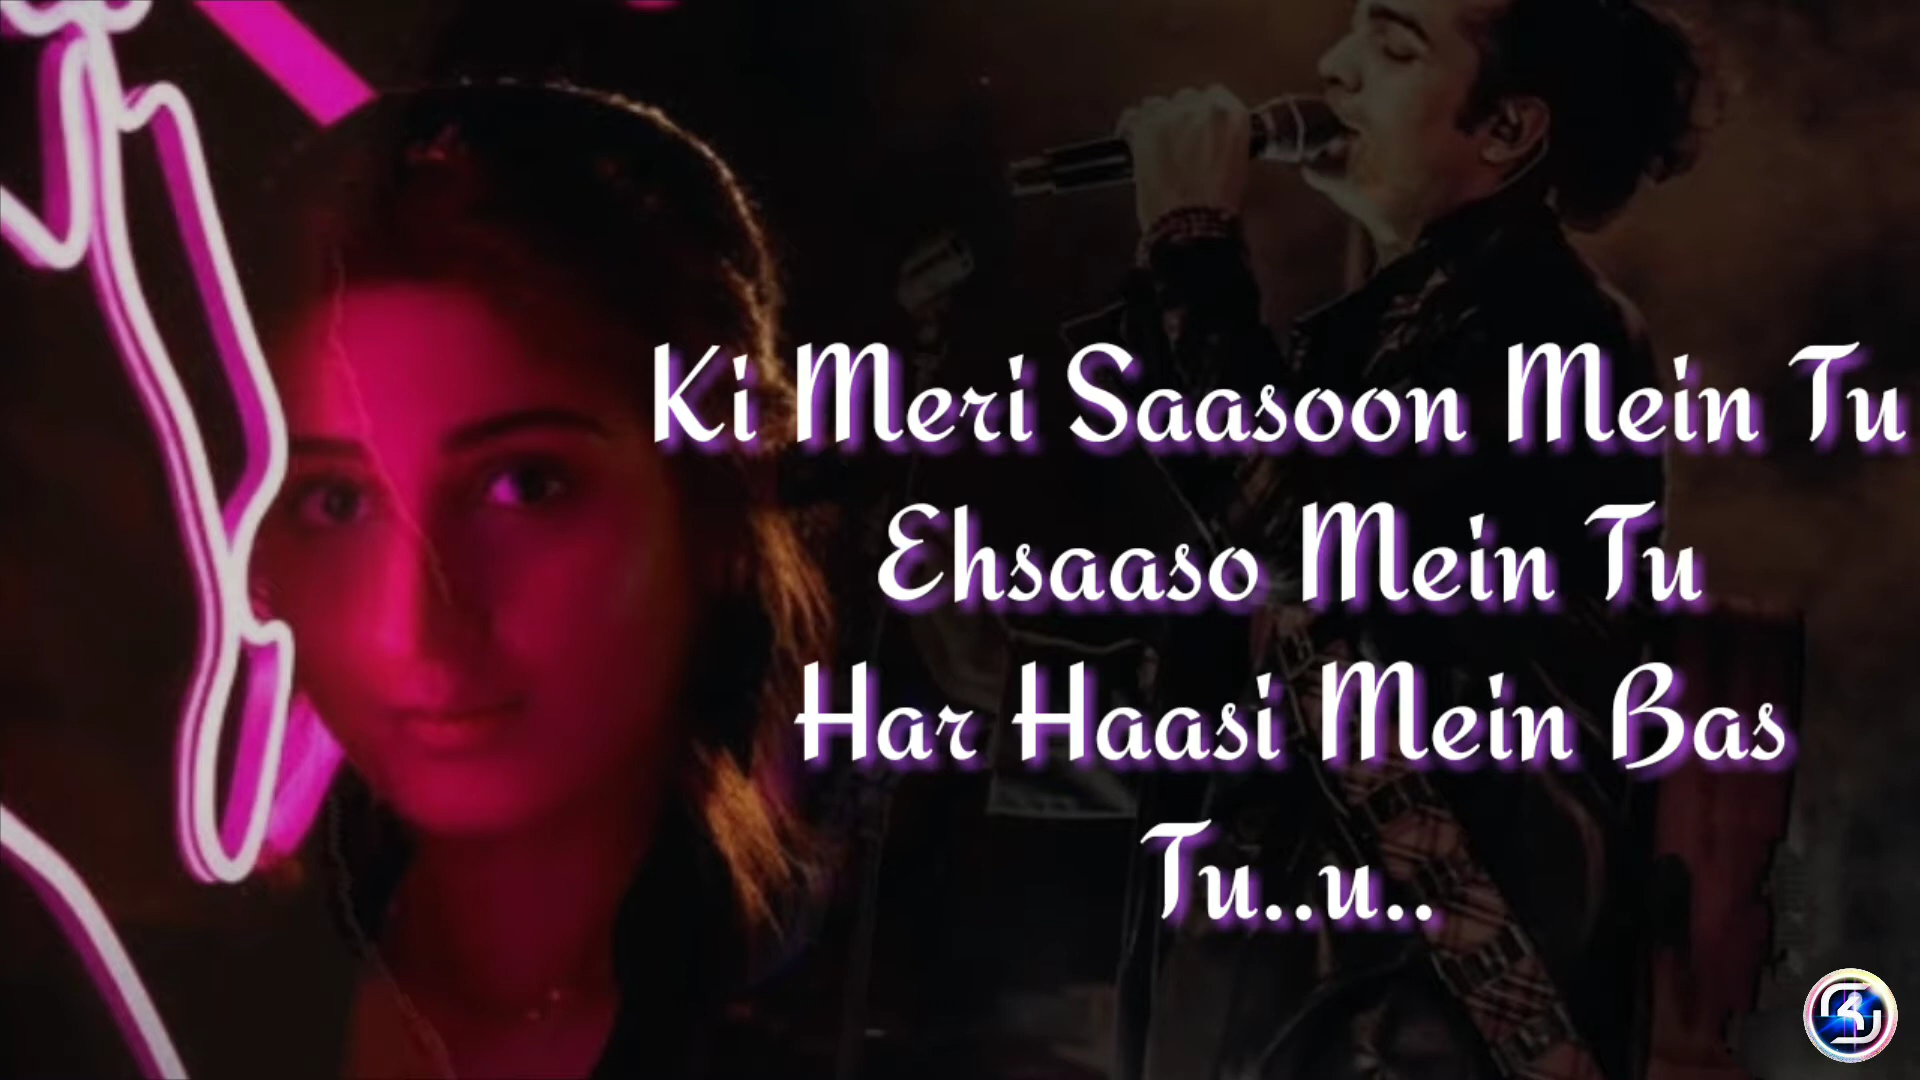 Ki Meri Saasoon Mein Tu
Ehsaaso Mein Tu
Har Haasi Mein Bas
Tu..u..